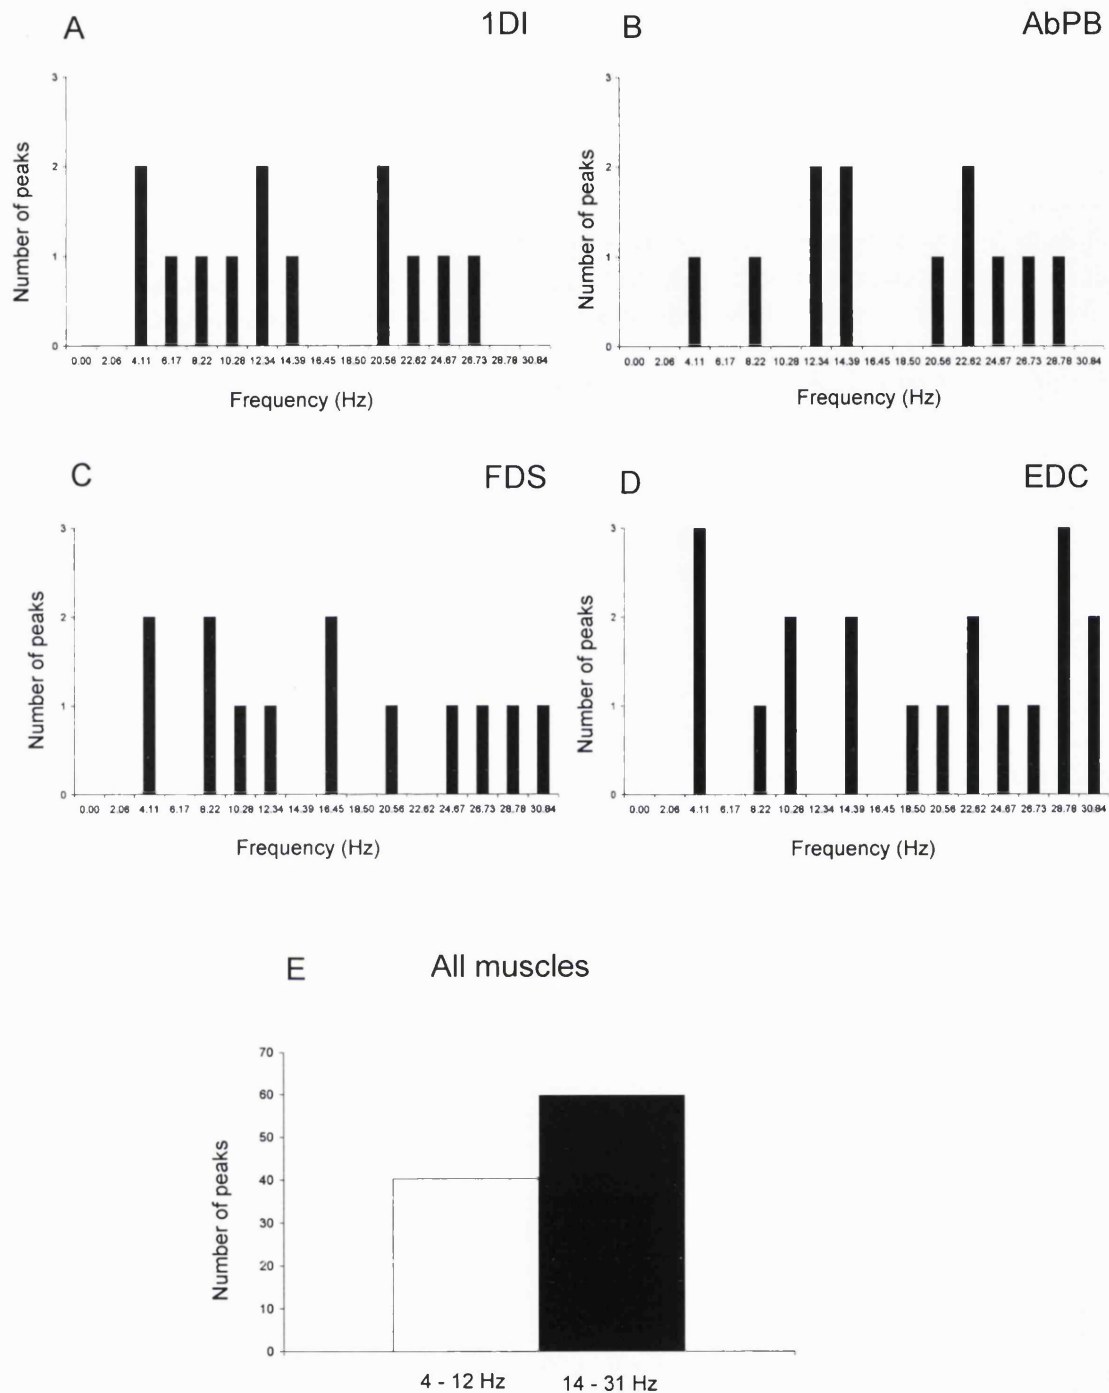 A 1DI
3
2
1
0
Number of peaks
0.00 2.06 4.11 6.17 8.22 10.28 12.34 14.39 16.45 18.50 20.56 22.62 24.67 26.73 28.78 30.84
Frequency (Hz)
B AbPB
3
2
1
0
Number of peaks
0.00 2.06 4.11 6.17 8.22 10.28 12.34 14.39 16.45 18.50 20.56 22.62 24.67 26.73 28.78 30.84
Frequency (Hz)
C FDS
3
2
1
0
Number of peaks
0.00 2.06 4.11 6.17 8.22 10.28 12.34 14.39 16.45 18.50 20.56 22.62 24.67 26.73 28.78 30.84
Frequency (Hz)
D EDC
3
2
1
0
Number of peaks
0.00 2.06 4.11 6.17 8.22 10.28 12.34 14.39 16.45 18.50 20.56 22.62 24.67 26.73 28.78 30.84
Frequency (Hz)
E All muscles
70
60
50
40
30
20
10
0
Number of peaks
4 - 12 Hz 14 - 31 Hz